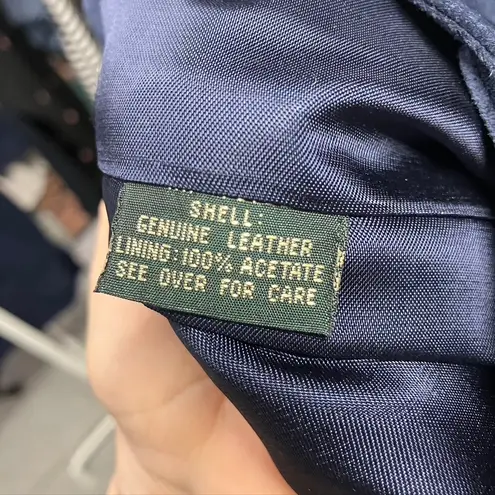 SHELL:
GENUINE LEATHER
LINING:100% ACETATE
SEE OVER FOR CARE